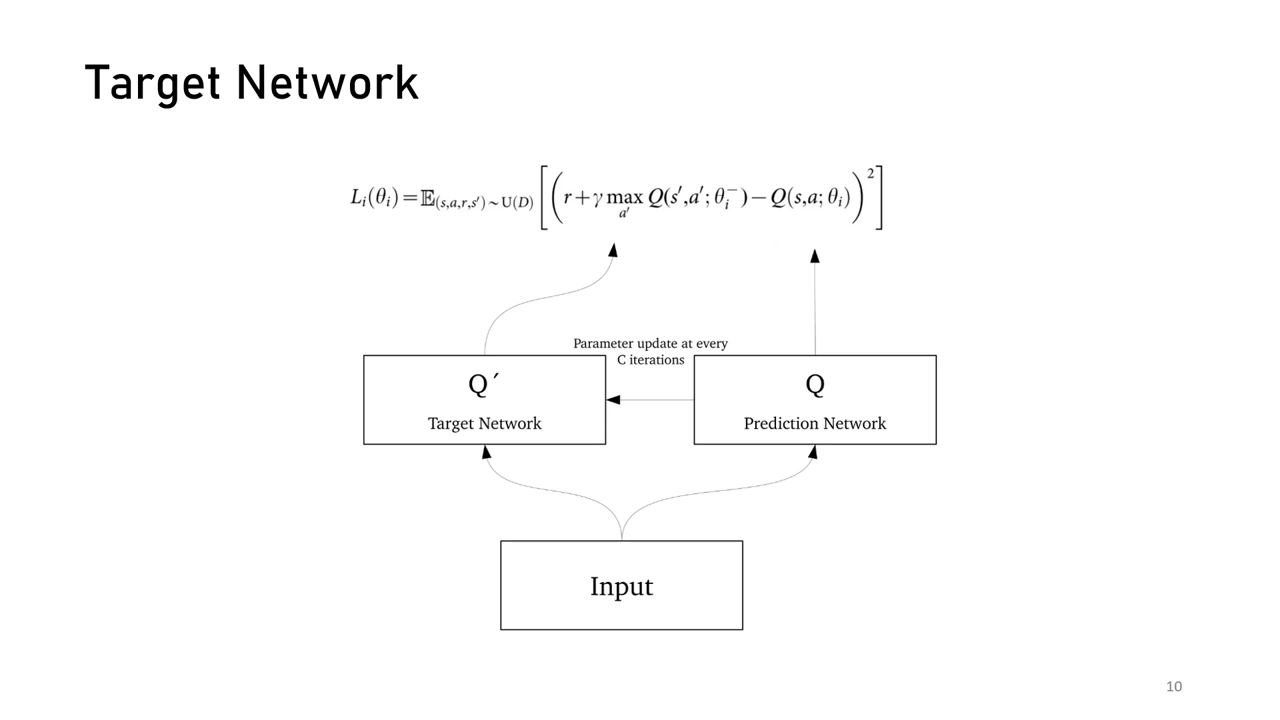 Target Network
L_i(θ_i) = 𝔼_{(s,a,r,s′)∼U(D)} [ ( r + γ max_{a′} Q(s′,a′; θ_i^−) − Q(s,a; θ_i) )^2 ]
Parameter update at every
C iterations
Q´
Target Network
Q
Prediction Network
Input
10